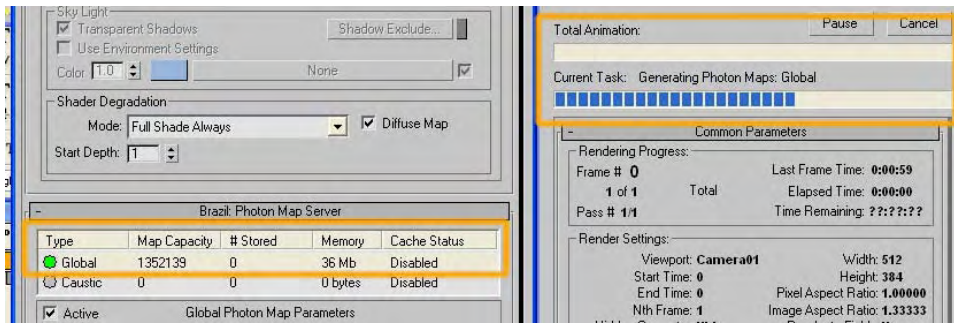 Sky Light
Transparent Shadows
Shadow Exclude...
Use Environment Settings
Color 1.0
None
Shader Degradation
Mode: Full Shade Always
Diffuse Map
Start Depth: 1
- Brazil: Photon Map Server
Type Map Capacity # Stored Memory Cache Status
Global 1352139 0 36 Mb Disabled
Caustic 0 0 0 bytes Disabled
Active Global Photon Map Parameters
Total Animation:
Pause Cancel
Current Task: Generating Photon Maps: Global
- Common Parameters
Rendering Progress:
Frame # 0 Last Frame Time: 0:00:59
1 of 1 Total Elapsed Time: 0:00:00
Pass # 1/1 Time Remaining: ??:??:??
Render Settings:
Viewport: Camera01 Width: 512
Start Time: 0 Height: 384
End Time: 0 Pixel Aspect Ratio: 1.00000
Nth Frame: 1 Image Aspect Ratio: 1.33333